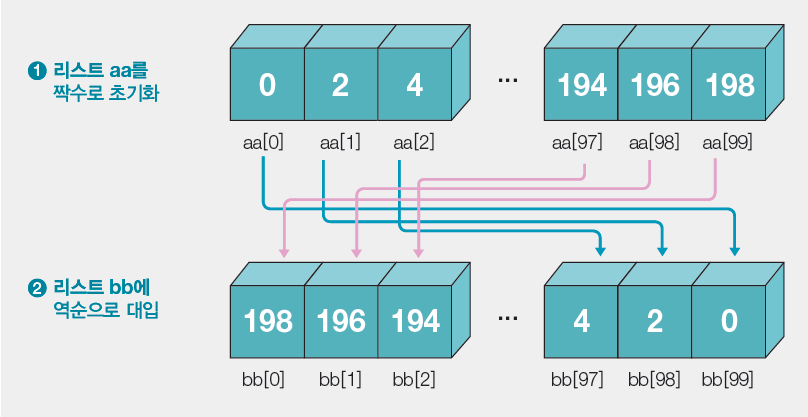 ❶ 리스트 aa를
짝수로 초기화
0 2 4 ... 194 196 198
aa[0] aa[1] aa[2] aa[97] aa[98] aa[99]
❷ 리스트 bb에
역순으로 대입
198 196 194 ... 4 2 0
bb[0] bb[1] bb[2] bb[97] bb[98] bb[99]